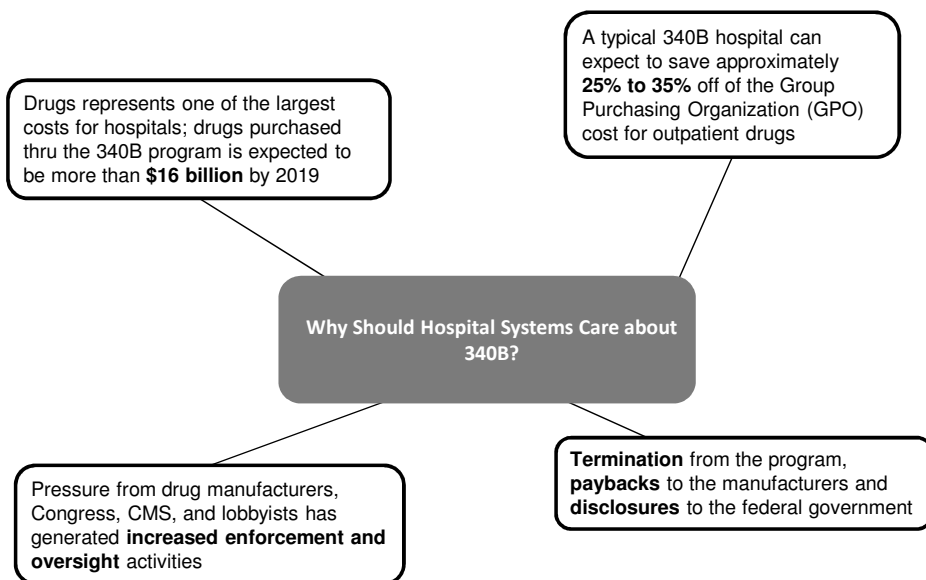 A typical 340B hospital can
expect to save approximately
25% to 35% off of the Group
Purchasing Organization (GPO)
cost for outpatient drugs
Drugs represents one of the largest
costs for hospitals; drugs purchased
thru the 340B program is expected to
be more than $16 billion by 2019
Why Should Hospital Systems Care about
340B?
Termination from the program,
paybacks to the manufacturers and
disclosures to the federal government
Pressure from drug manufacturers,
Congress, CMS, and lobbyists has
generated increased enforcement and
oversight activities